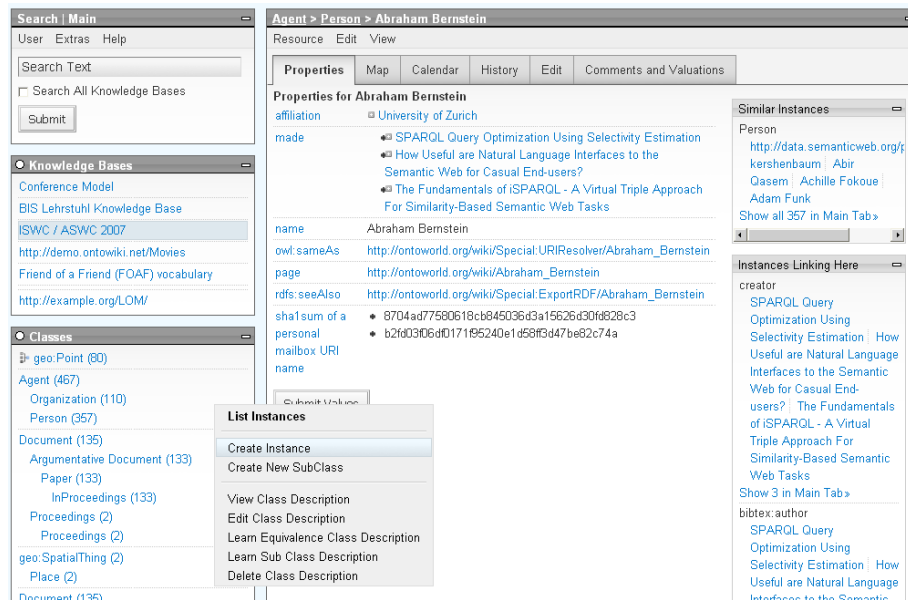 Search | Main
User Extras Help
Search Text
Search All Knowledge Bases
Submit
Knowledge Bases
Conference Model
BIS Lehrstuhl Knowledge Base
ISWC / ASWC 2007
http://demo.ontowiki.net/Movies
Friend of a Friend (FOAF) vocabulary
http://example.org/LOM/
Classes
geo:Point (80)
Agent (467)
Organization (110)
Person (357)
Document (135)
Argumentative Document (133)
Paper (133)
InProceedings (133)
Proceedings (2)
Proceedings (2)
geo:SpatialThing (2)
Place (2)
Document (135)
Agent > Person > Abraham Bernstein
Resource Edit View
Properties Map Calendar History Edit Comments and Valuations
Properties for Abraham Bernstein
affiliation University of Zurich
made SPARQL Query Optimization Using Selectivity Estimation
How Useful are Natural Language Interfaces to the
Semantic Web for Casual End-users?
The Fundamentals of iSPARQL - A Virtual Triple Approach
For Similarity-Based Semantic Web Tasks
name Abraham Bernstein
owl:sameAs http://ontoworld.org/wiki/Special:URIResolver/Abraham_Bernstein
page http://ontoworld.org/wiki/Abraham_Bernstein
rdfs:seeAlso http://ontoworld.org/wiki/Special:ExportRDF/Abraham_Bernstein
sha1sum of a 8704ad77580618cb845036d3a15626d30fd828c3
personal b2fd03f06df0171f95240e1d58ff3d47be82c74a
mailbox URI
name
Submit Values
List Instances
Create Instance
Create New SubClass
View Class Description
Edit Class Description
Learn Equivalence Class Description
Learn Sub Class Description
Delete Class Description
Similar Instances
Person
http://data.semanticweb.org/p
kershenbaum Abir
Qasem Achille Fokoue
Adam Funk
Show all 357 in Main Tab»
Instances Linking Here
creator
SPARQL Query
Optimization Using
Selectivity Estimation How
Useful are Natural Language
Interfaces to the Semantic
Web for Casual End-
users? The Fundamentals
of iSPARQL - A Virtual
Triple Approach For
Similarity-Based Semantic
Web Tasks
Show 3 in Main Tab»
bibtex:author
SPARQL Query
Optimization Using
Selectivity Estimation How
Useful are Natural Language
Interfaces to the Semantic